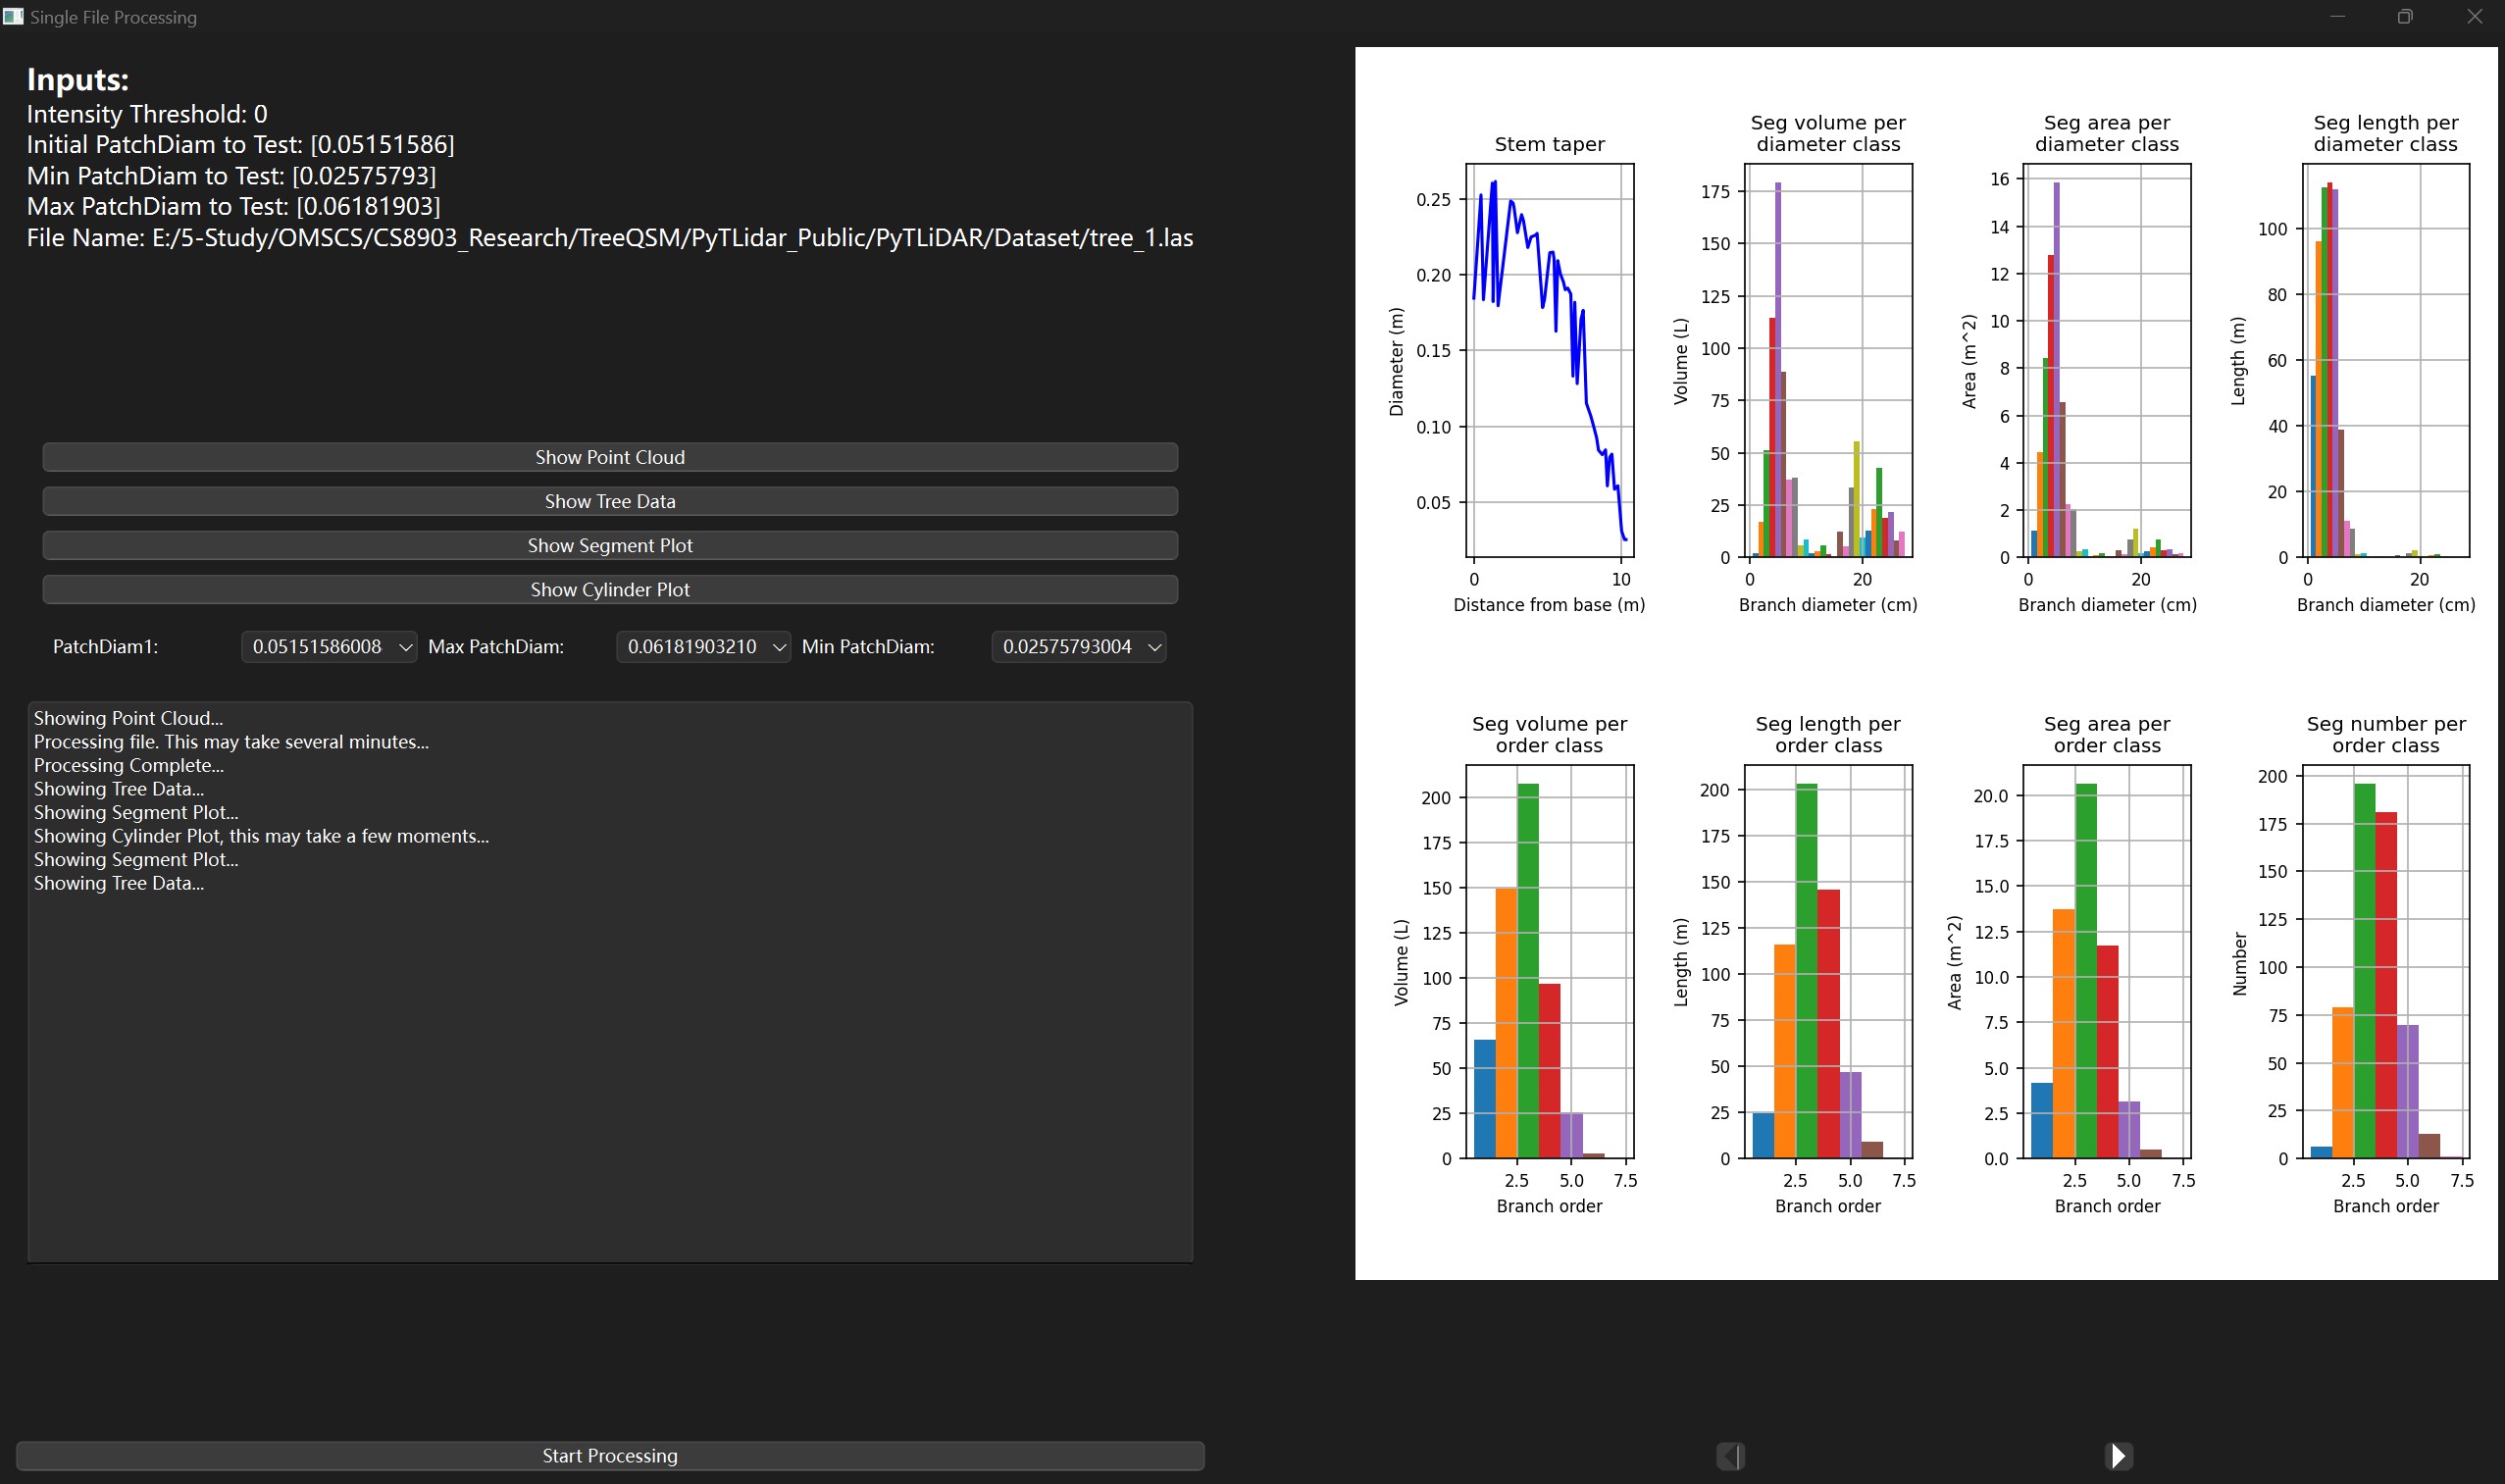 Single File Processing
Inputs:
Intensity Threshold: 0
Initial PatchDiam to Test: [0.05151586]
Min PatchDiam to Test: [0.02575793]
Max PatchDiam to Test: [0.06181903]
File Name: E:/5-Study/OMSCS/CS8903_Research/TreeQSM/PyTLidar_Public/PyTLiDAR/Dataset/tree_1.las
Show Point Cloud
Show Tree Data
Show Segment Plot
Show Cylinder Plot
PatchDiam1: 0.05151586008 Max PatchDiam: 0.06181903210 Min PatchDiam: 0.02575793004
Showing Point Cloud...
Processing file. This may take several minutes...
Processing Complete...
Showing Tree Data...
Showing Segment Plot...
Showing Cylinder Plot, this may take a few moments...
Showing Segment Plot...
Showing Tree Data...
Start Processing
Stem taper
Diameter (m)
0.25
0.20
0.15
0.10
0.05
0 10
Distance from base (m)
Seg volume per
diameter class
Volume (L)
175
150
125
100
75
50
25
0
0 20
Branch diameter (cm)
Seg area per
diameter class
Area (m^2)
16
14
12
10
8
6
4
2
0
0 20
Branch diameter (cm)
Seg length per
diameter class
Length (m)
100
80
60
40
20
0
0 20
Branch diameter (cm)
Seg volume per
order class
Volume (L)
200
175
150
125
100
75
50
25
0
2.5 5.0 7.5
Branch order
Seg length per
order class
Length (m)
200
175
150
125
100
75
50
25
0
2.5 5.0 7.5
Branch order
Seg area per
order class
Area (m^2)
20.0
17.5
15.0
12.5
10.0
7.5
5.0
2.5
0.0
2.5 5.0 7.5
Branch order
Seg number per
order class
Number
200
175
150
125
100
75
50
25
0
2.5 5.0 7.5
Branch order